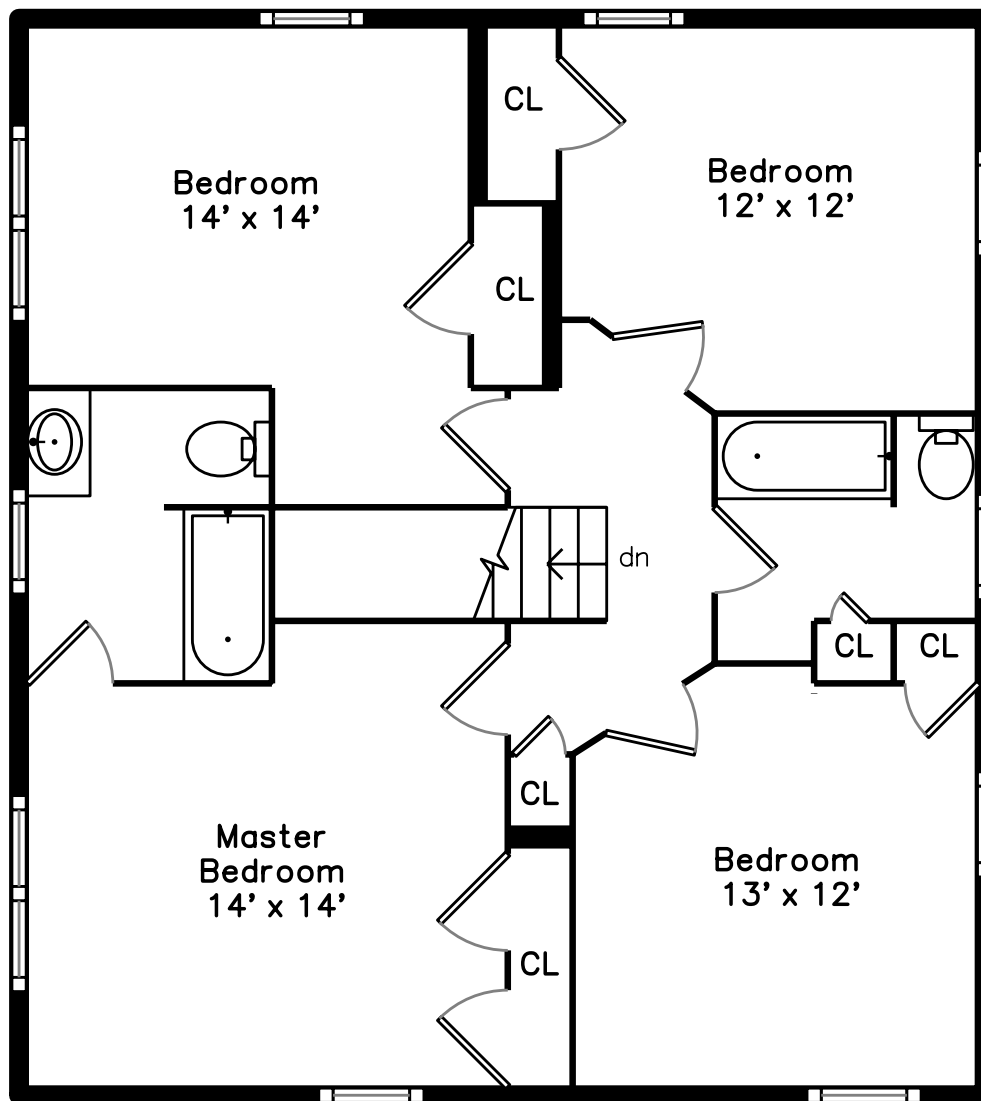 CL
Bedroom
14' x 14'
Bedroom
12' x 12'
CL
dn
CL
CL
CL
Master
Bedroom
14' x 14'
Bedroom
13' x 12'
CL